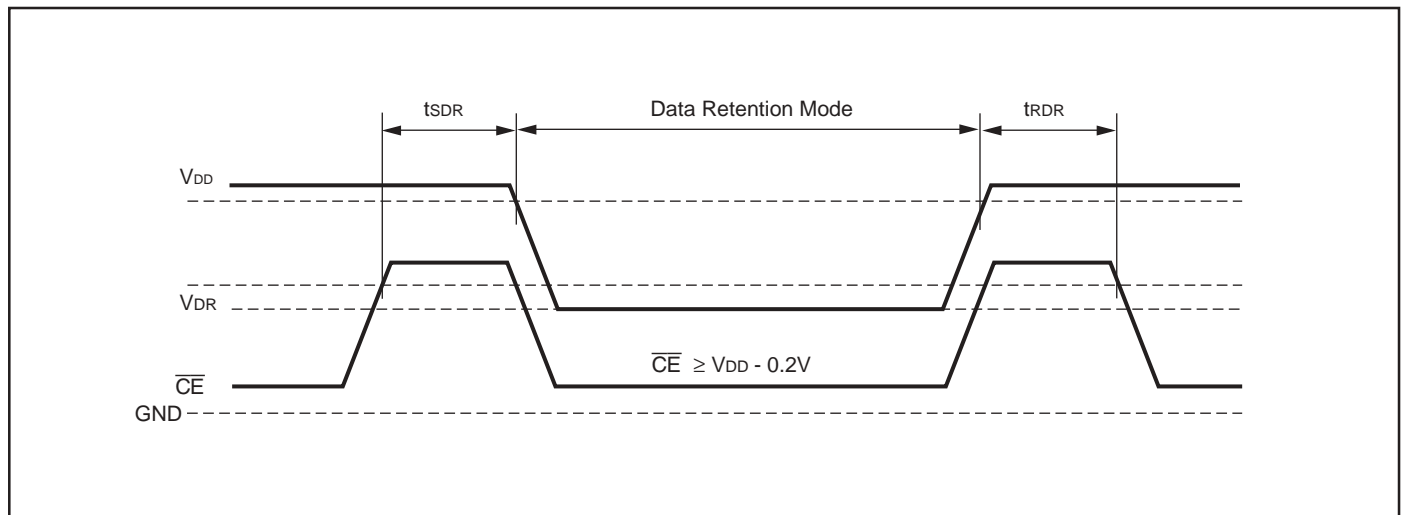 tSDR Data Retention Mode tRDR
VDD
VDR
CE ≥ VDD - 0.2V
CE
GND